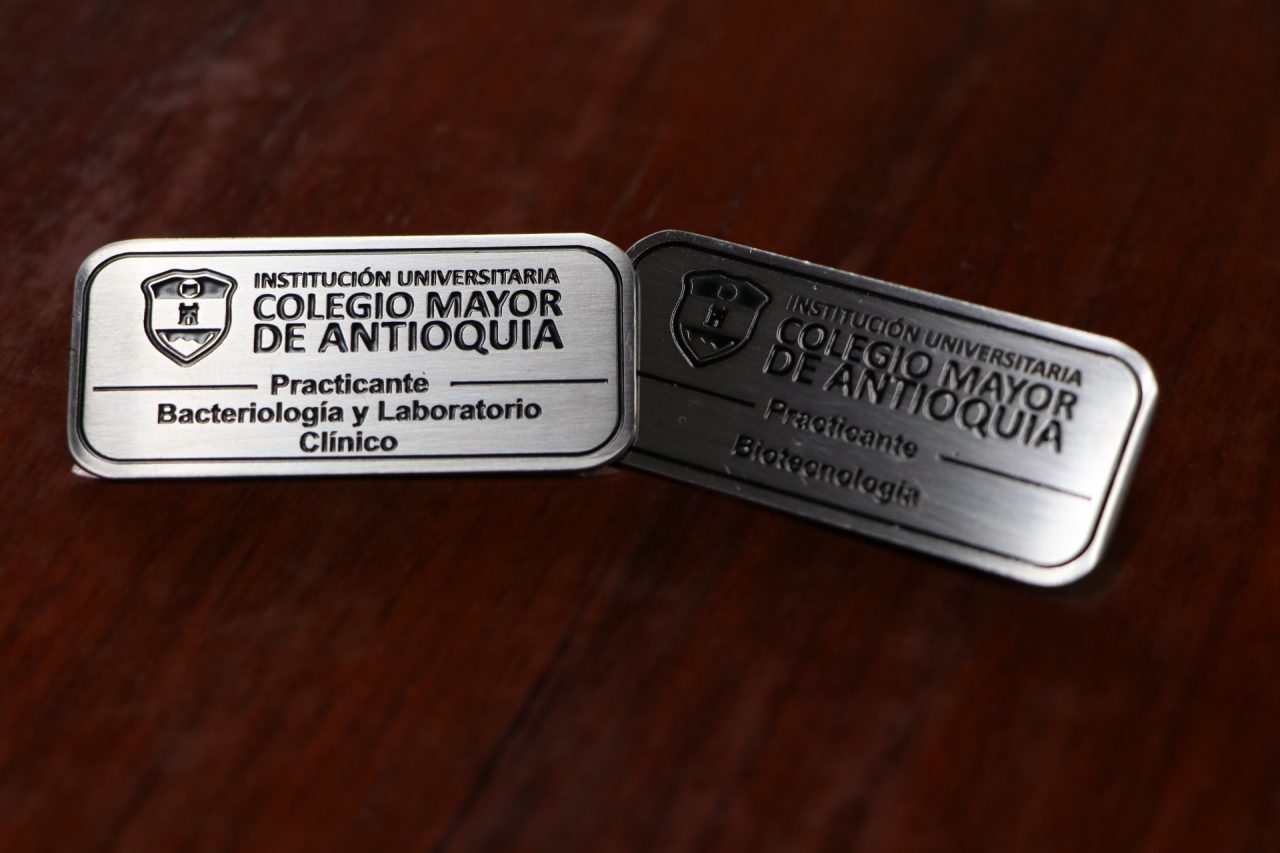 INSTITUCIÓN UNIVERSITARIA
COLEGIO MAYOR
DE ANTIOQUIA
Practicante
Bacteriología y Laboratorio
Clínico
INSTITUCIÓN UNIVERSITARIA
COLEGIO MAYOR
DE ANTIOQUIA
Practicante
Biotecnología